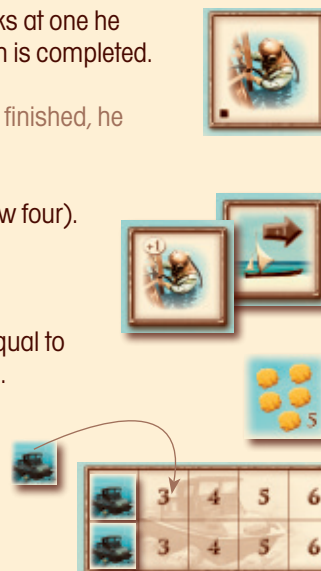 ks at one he
n is completed.
finished, he
w four).
+1
qual to
.
5
3 4 5 6
3 4 5 6